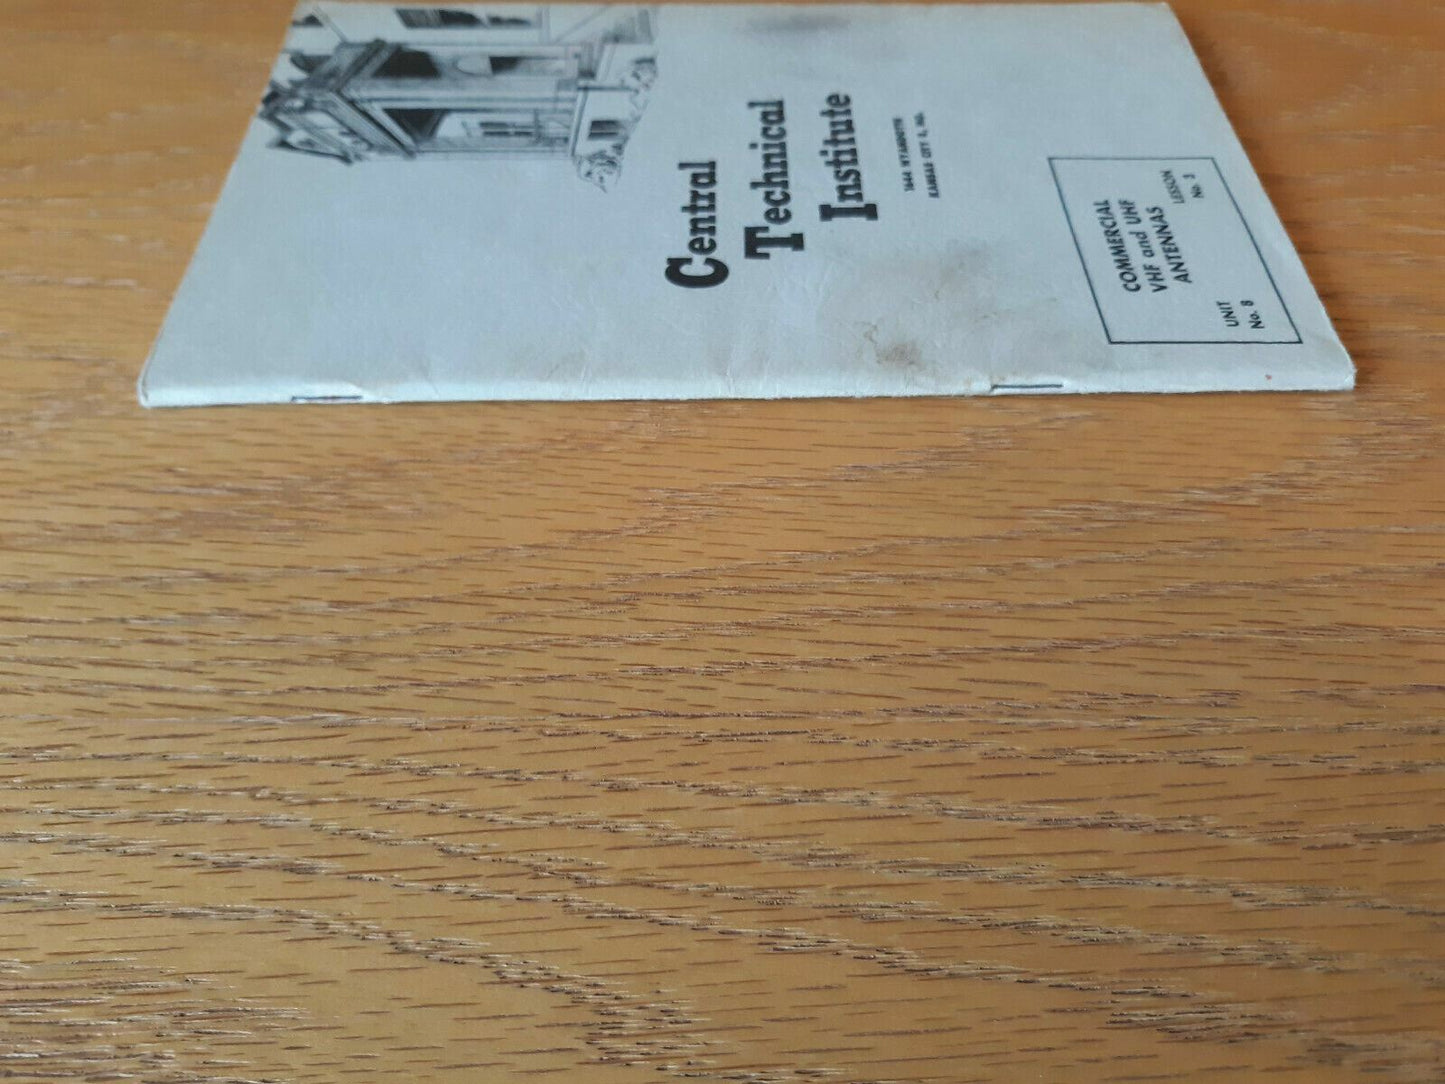 Central
Technical
Institute
1644 WYANDOTTE
KANSAS CITY 8, MO.
COMMERCIAL
VHF and UHF
ANTENNAS
UNIT
No. 8
LESSON
No. 3